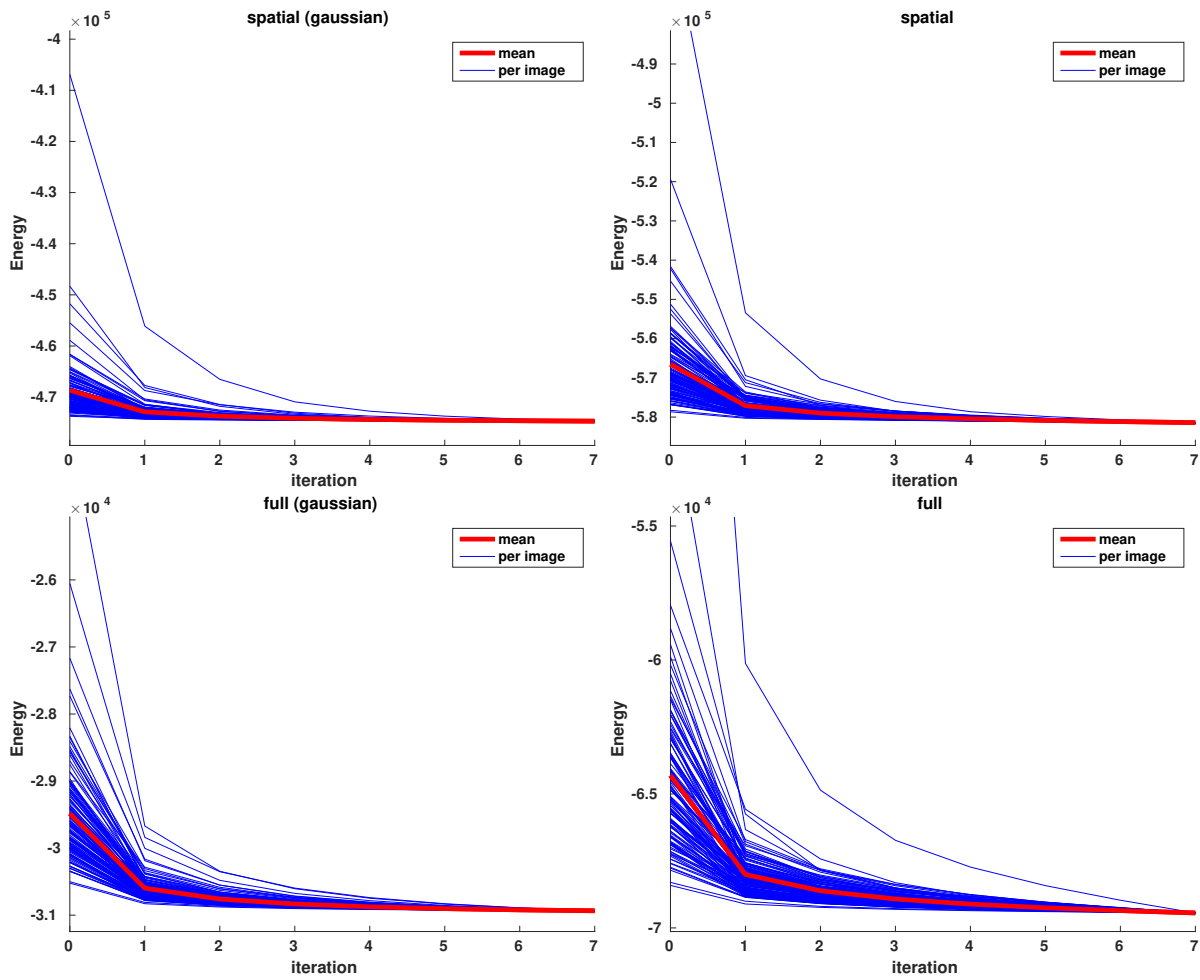 spatial (gaussian)
× 10 5
-4
-4.1
-4.2
-4.3
-4.4
-4.5
-4.6
-4.7
Energy
0 1 2 3 4 5 6 7
iteration
mean
per image
spatial
× 10 5
-4.9
-5
-5.1
-5.2
-5.3
-5.4
-5.5
-5.6
-5.7
-5.8
Energy
0 1 2 3 4 5 6 7
iteration
mean
per image
full (gaussian)
× 10 4
-2.6
-2.7
-2.8
-2.9
-3
-3.1
Energy
0 1 2 3 4 5 6 7
iteration
mean
per image
full
× 10 4
-5.5
-6
-6.5
-7
Energy
0 1 2 3 4 5 6 7
iteration
mean
per image